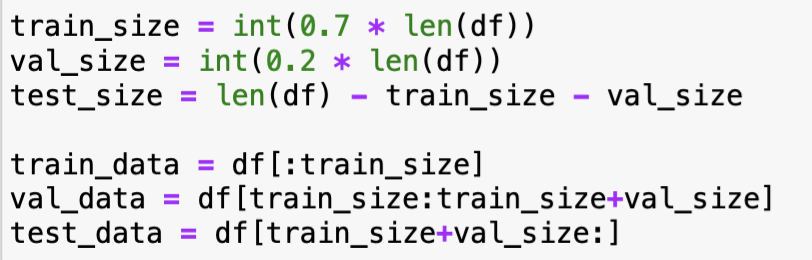 train_size = int(0.7 * len(df))
val_size = int(0.2 * len(df))
test_size = len(df) - train_size - val_size
train_data = df[:train_size]
val_data = df[train_size:train_size+val_size]
test_data = df[train_size+val_size:]